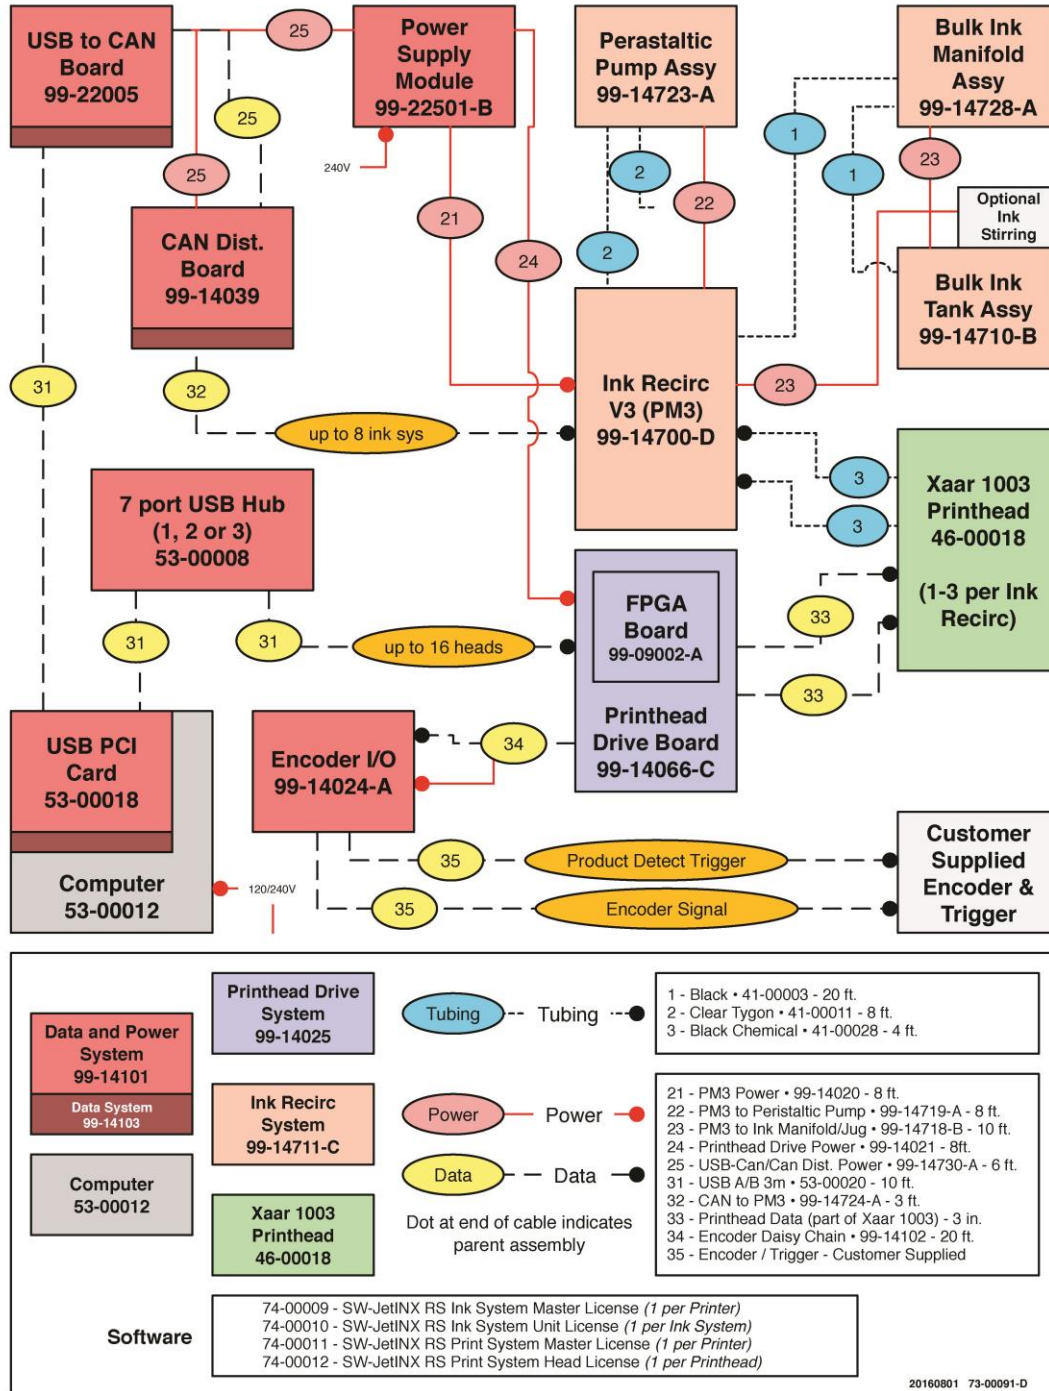 USB to CAN
Board
99-22005
25
Power
Supply
Module
99-22501-B
Perastaltic
Pump Assy
99-14723-A
Bulk Ink
Manifold
Assy
99-14728-A
25
240V
25
21
24
2
22
2
1
1
23
Optional
Ink
Stirring
CAN Dist.
Board
99-14039
Bulk Ink
Tank Assy
99-14710-B
31
32
up to 8 ink sys
Ink Recirc
V3 (PM3)
99-14700-D
23
3
3
Xaar 1003
Printhead
46-00018
(1-3 per Ink
Recirc)
7 port USB Hub
(1, 2 or 3)
53-00008
31
31
up to 16 heads
FPGA
Board
99-09002-A
33
33
Printhead
Drive Board
99-14066-C
USB PCI
Card
53-00018
Computer
53-00012
120/240V
Encoder I/O
99-14024-A
34
35
Product Detect Trigger
35
Encoder Signal
Customer
Supplied
Encoder &
Trigger
Data and Power
System
99-14101
Data System
99-14103
Computer
53-00012
Printhead Drive
System
99-14025
Ink Recirc
System
99-14711-C
Xaar 1003
Printhead
46-00018
Tubing Tubing
Power Power
Data Data
Dot at end of cable indicates
parent assembly
1 - Black • 41-00003 - 20 ft.
2 - Clear Tygon • 41-00011 - 8 ft.
3 - Black Chemical • 41-00028 - 4 ft.
21 - PM3 Power • 99-14020 - 8 ft.
22 - PM3 to Peristaltic Pump • 99-14719-A - 8 ft.
23 - PM3 to Ink Manifold/Jug • 99-14718-B - 10 ft.
24 - Printhead Drive Power • 99-14021 - 8ft.
25 - USB-Can/Can Dist. Power • 99-14730-A - 6 ft.
31 - USB A/B 3m • 53-00020 - 10 ft.
32 - CAN to PM3 • 99-14724-A - 3 ft.
33 - Printhead Data (part of Xaar 1003) - 3 in.
34 - Encoder Daisy Chain • 99-14102 - 20 ft.
35 - Encoder / Trigger - Customer Supplied
Software
74-00009 - SW-JetINX RS Ink System Master License (1 per Printer)
74-00010 - SW-JetINX RS Ink System Unit License (1 per Ink System)
74-00011 - SW-JetINX RS Print System Master License (1 per Printer)
74-00012 - SW-JetINX RS Print System Head License (1 per Printhead)
20160801 73-00091-D